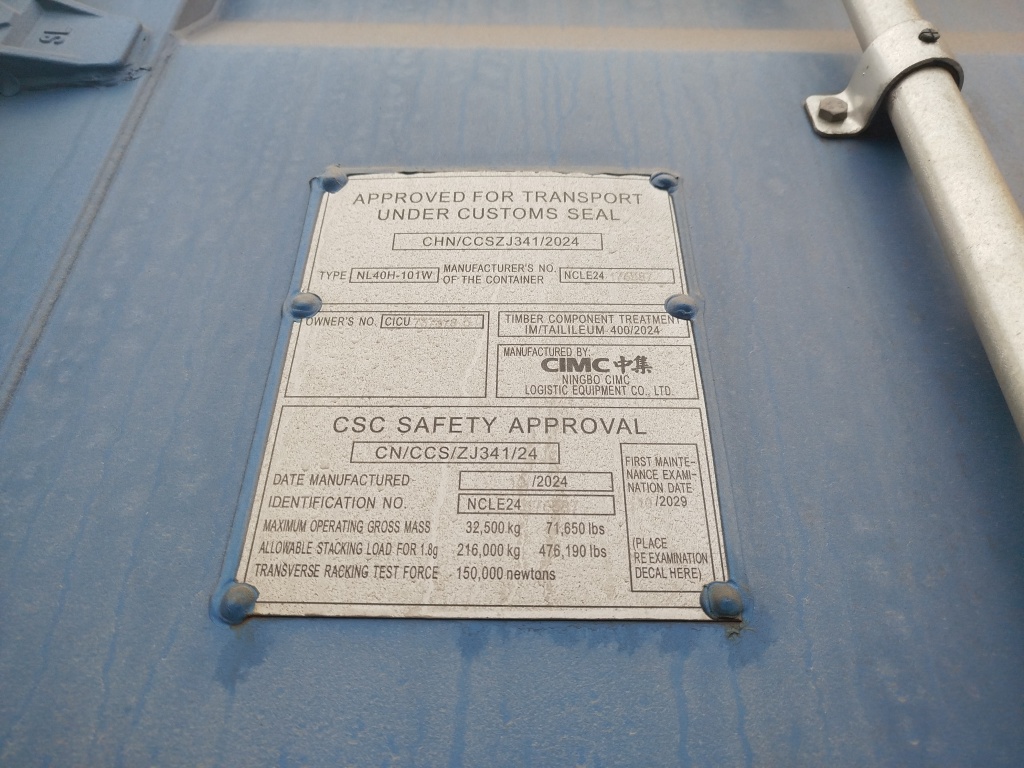 APPROVED FOR TRANSPORT
UNDER CUSTOMS SEAL
CHN/CCSZJ341/2024
TYPE NL40H-101W MANUFACTURER'S NO. OF THE CONTAINER NCLE24
OWNER'S NO. CICU
TIMBER COMPONENT TREATMENT
IM/TAILILEUM 400/2024
MANUFACTURED BY:
CIMC 中集
NINGBO CIMC
LOGISTIC EQUIPMENT CO., LTD.
CSC SAFETY APPROVAL
CN/CCS/ZJ341/24
DATE MANUFACTURED /2024
IDENTIFICATION NO. NCLE24
MAXIMUM OPERATING GROSS MASS 32,500 kg 71,650 lbs
ALLOWABLE STACKING LOAD FOR 1.8g 216,000 kg 476,190 lbs
TRANSVERSE RACKING TEST FORCE 150,000 newtons
FIRST MAINTE-
NANCE EXAMI-
NATION DATE
/2029
(PLACE
RE EXAMINATION
DECAL HERE)